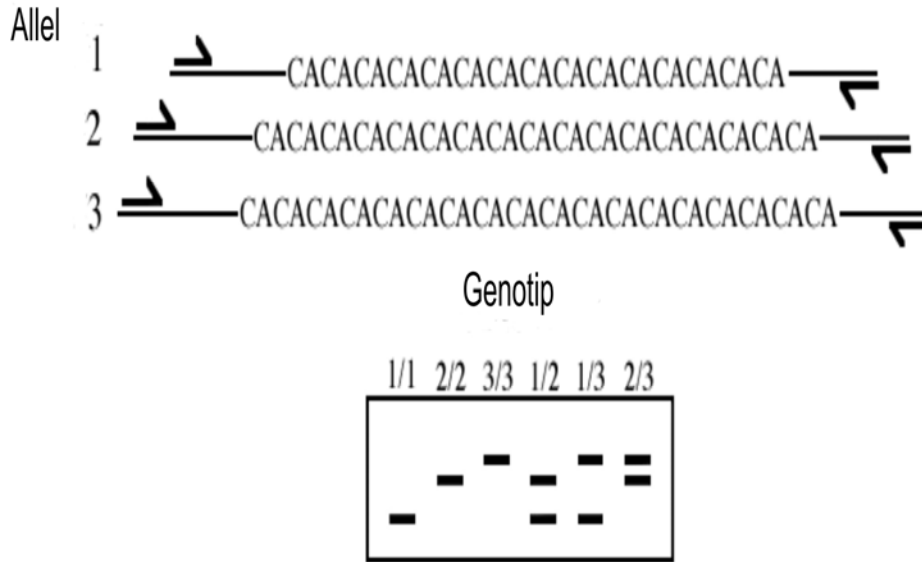 Allel
1 CACACACACACACACACACACACACACACA
2 CACACACACACACACACACACACACACACACACA
3 CACACACACACACACACACACACACACACACACACA
Genotip
1/1 2/2 3/3 1/2 1/3 2/3